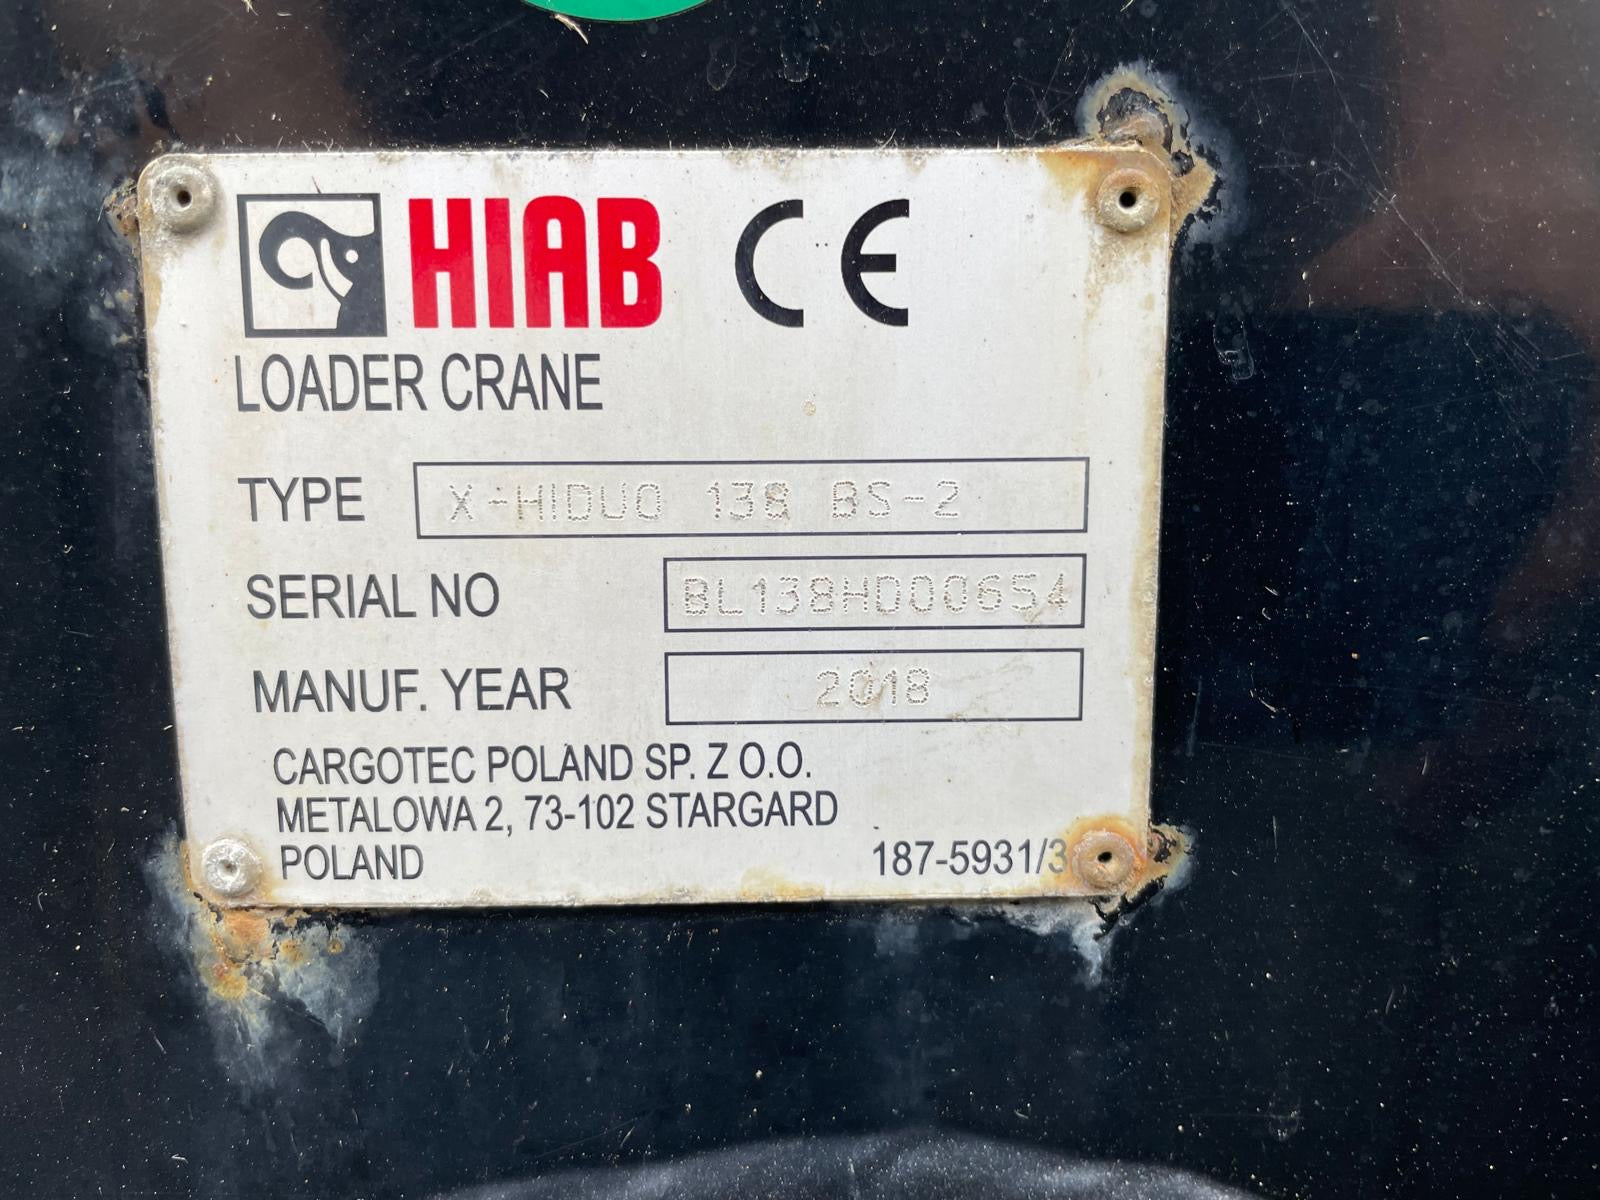 HIAB CE
LOADER CRANE
TYPE X-HIDUO 138 BS-2
SERIAL NO BL138HD00654
MANUF. YEAR 2018
CARGOTEC POLAND SP. Z O.O.
METALOWA 2, 73-102 STARGARD
POLAND 187-5931/3